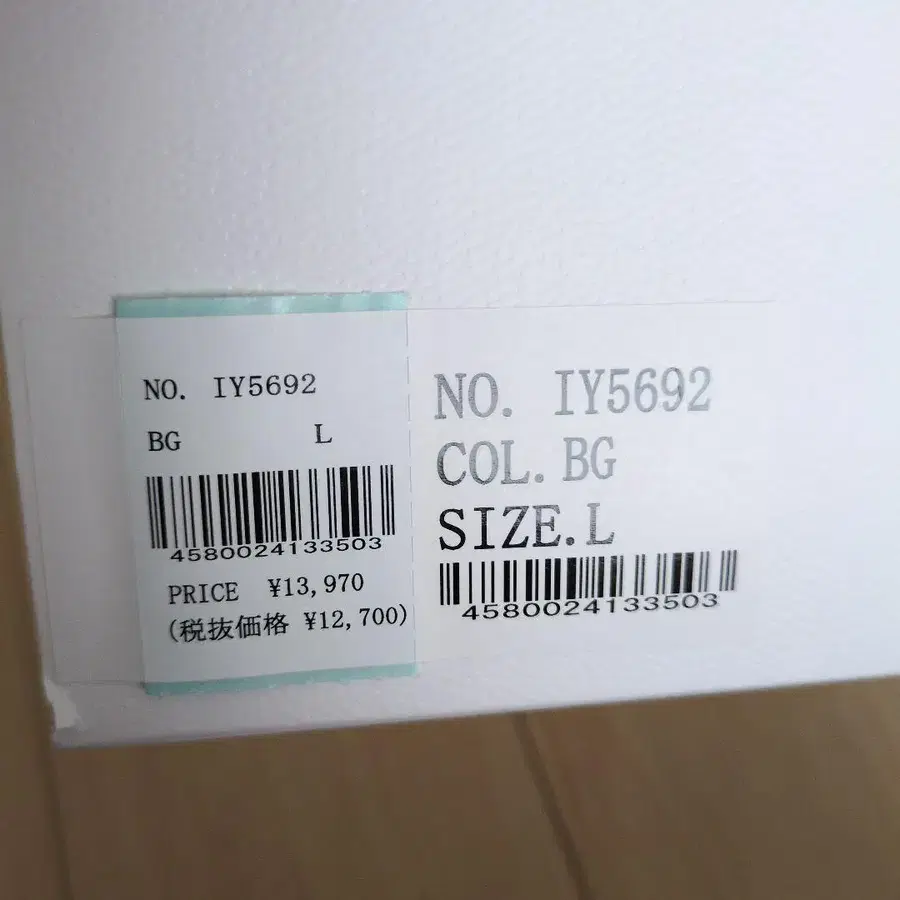 NO. IY5692
BG L
4580024133503
PRICE ¥13,970
(税抜価格 ¥12,700)
NO. IY5692
COL. BG
SIZE. L
4580024133503